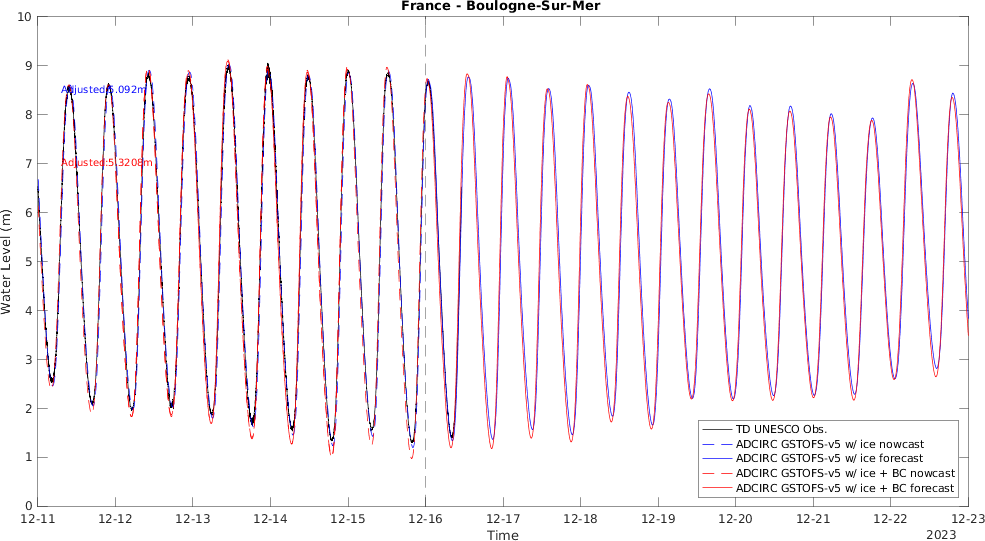 France - Boulogne-Sur-Mer
10
9
8
7
6
5
4
3
2
1
0
Water Level (m)
Adjusted:5.092m
Adjusted:5.3208m
TD UNESCO Obs.
ADCIRC GSTOFS-v5 w/ ice nowcast
ADCIRC GSTOFS-v5 w/ ice forecast
ADCIRC GSTOFS-v5 w/ ice + BC nowcast
ADCIRC GSTOFS-v5 w/ ice + BC forecast
12-11 12-12 12-13 12-14 12-15 12-16 12-17 12-18 12-19 12-20 12-21 12-22 12-23
Time
2023